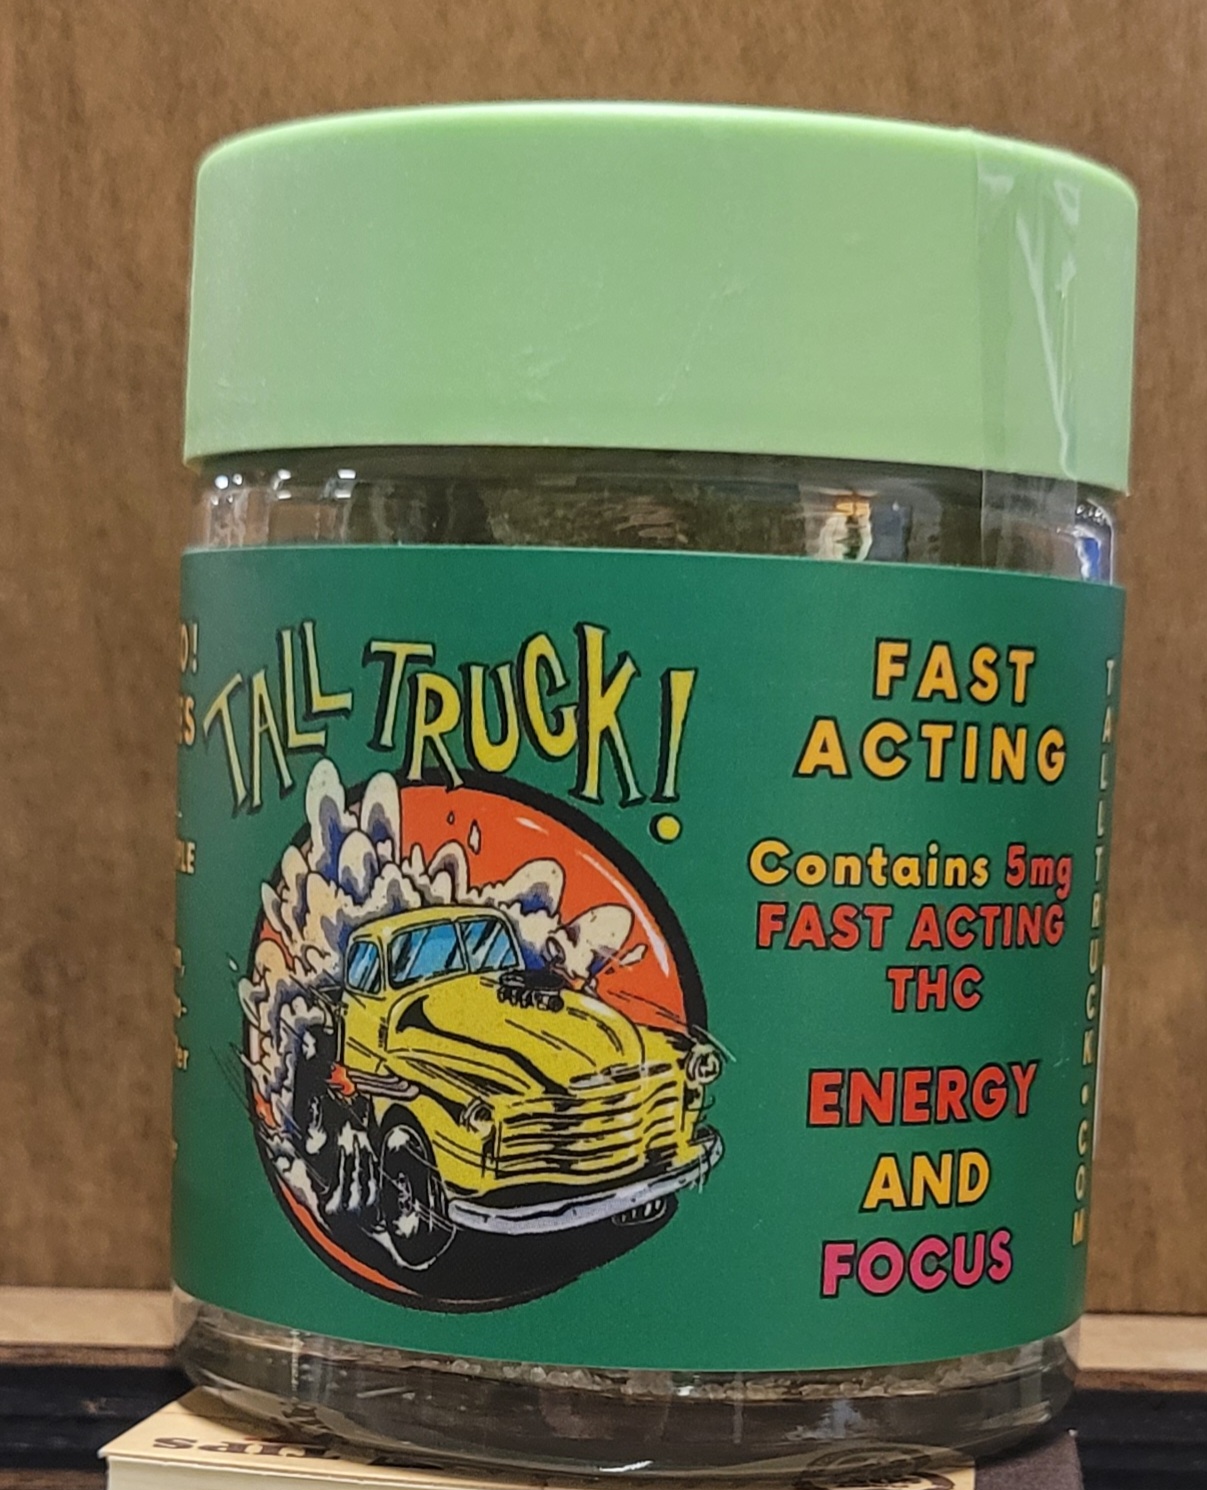 TALL TRUCK!
FAST
ACTING
Contains 5mg
FAST ACTING
THC
ENERGY
AND
FOCUS
TALLTRUCK.COM